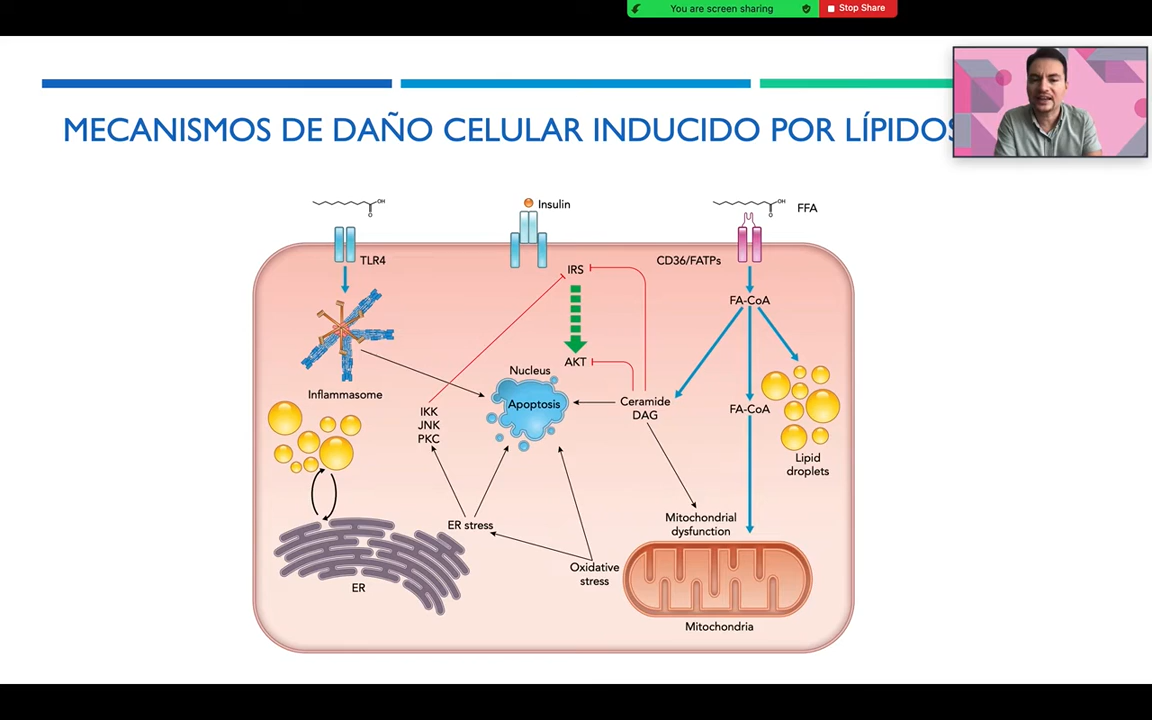 You are screen sharing
Stop Share
MECANISMOS DE DAÑO CELULAR INDUCIDO POR LÍPIDOS
OH
O
Insulin
OH
O
FFA
TLR4
IRS
CD36/FATPs
FA-CoA
AKT
Nucleus
Inflammasome
Apoptosis
Ceramide
DAG
FA-CoA
IKK
JNK
PKC
Lipid
droplets
ER stress
Mitochondrial
dysfunction
Oxidative
stress
ER
Mitochondria